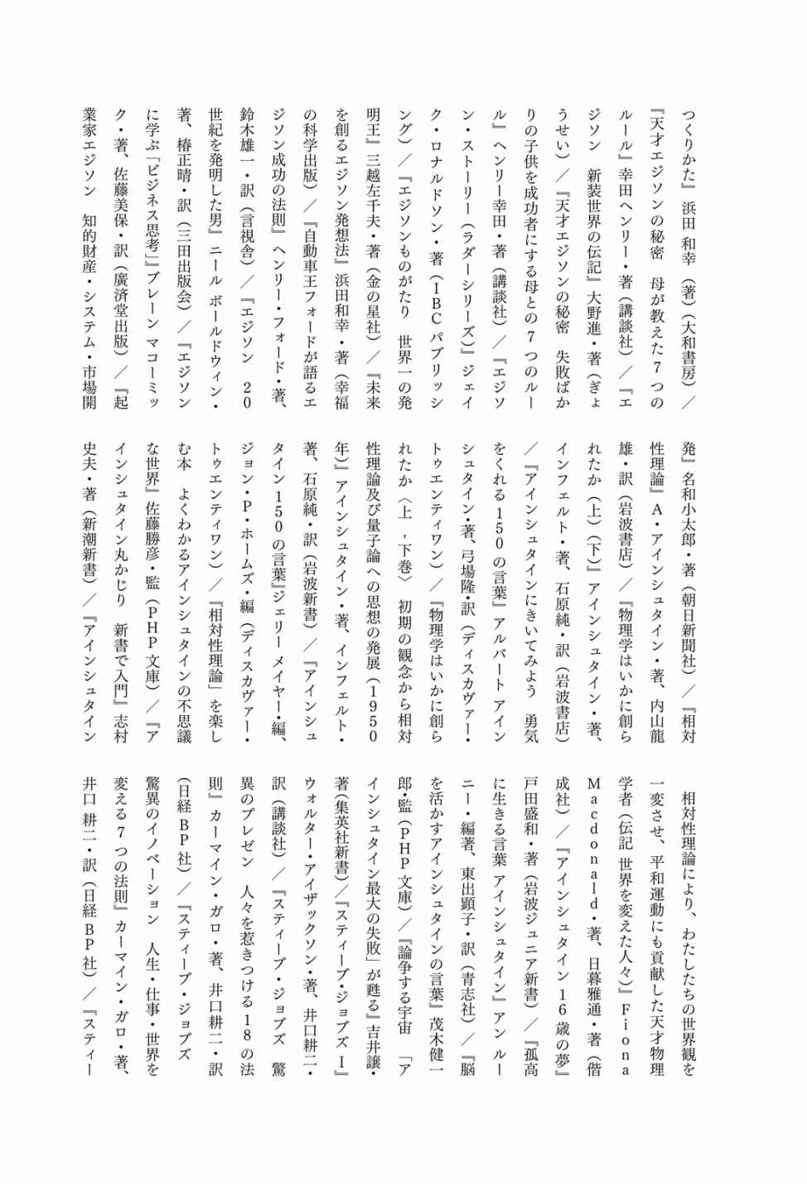 つくりかた』 浜田 和幸 (著)(大和書房)／
『天才エジソンの秘密　母が教えた7つの
ルール』幸田ヘンリー・著(講談社)／『エ
ジソン　新装世界の伝記』大野進・著(ぎょ
うせい)／『天才エジソンの秘密　失敗ばか
りの子供を成功者にする母との7つのルー
ル』ヘンリー幸田・著(講談社)／『エジソ
ン・ストーリー(ラダーシリーズ)』ジェイ
ク・ロナルドソン・著(IBCパブリッシ
ング)／『エジソンものがたり　世界一の発
明王』三越左千夫・著(金の星社)／『未来
を創るエジソン発想法』浜田和幸・著(幸福
の科学出版)／『自動車王フォードが語るエ
ジソン成功の法則』ヘンリー・フォード・著、
鈴木雄一・訳(言視舎)／『エジソン　20
世紀を発明した男』ニール ボールドウィン・
著、椿正晴・訳(三田出版会)／『エジソン
に学ぶ「ビジネス思考」』ブレーン マコーミッ
ク・著、佐藤美保・訳(廣済堂出版)／『起
業家エジソン　知的財産・システム・市場開
発』名和小太郎・著(朝日新聞社)／『相対
性理論』A・アインシュタイン・著、内山龍
雄・訳(岩波書店)／『物理学はいかに創ら
れたか(上)(下)』アインシュタイン・著、
インフェルト・著、石原純・訳(岩波書店)
／『アインシュタインにきいてみよう　勇気
をくれる150の言葉』アルバート アイン
シュタイン・著、弓場隆・訳(ディスカヴァー・
トゥエンティワン)／『物理学はいかに創ら
れたか〈上，下巻〉 初期の観念から相対
性理論及び量子論への思想の発展(1950
年)』アインシュタイン・著、インフェルト・
著、石原純・訳(岩波新書)／『アインシュ
タイン150の言葉』ジェリー メイヤー・編、
ジョン・P・ホームズ・編(ディスカヴァー・
トゥエンティワン)／『「相対性理論」を楽し
む本　よくわかるアインシュタインの不思議
な世界』佐藤勝彦・監(PHP文庫)／『ア
インシュタイン丸かじり　新書で入門』志村
史夫・著(新潮新書)／『アインシュタイン
相対性理論により、わたしたちの世界観を
一変させ、平和運動にも貢献した天才物理
学者(伝記 世界を変えた人々)』Fiona
Macdonald・著、日暮雅通・著(偕
成社)／『アインシュタイン16歳の夢』
戸田盛和・著(岩波ジュニア新書)／『孤高
に生きる言葉 アインシュタイン』アン ルー
ニー・編著、東出顕子・訳(青志社)／『脳
を活かすアインシュタインの言葉』茂木健一
郎・監(PHP文庫)／『論争する宇宙　「ア
インシュタイン最大の失敗」が甦る』吉井譲・
著(集英社新書)／『スティーブ・ジョブズ I』
ウォルター・アイザックソン・著、井口耕二・
訳(講談社)／『スティーブ・ジョブズ　驚
異のプレゼン　人々を惹きつける18の法
則』カーマイン・ガロ・著、井口耕二・訳
(日経BP社)／『スティーブ・ジョブズ
驚異のイノベーション　人生・仕事・世界を
変える7つの法則』カーマイン・ガロ・著、
井口 耕二・訳(日経BP社)／『スティー